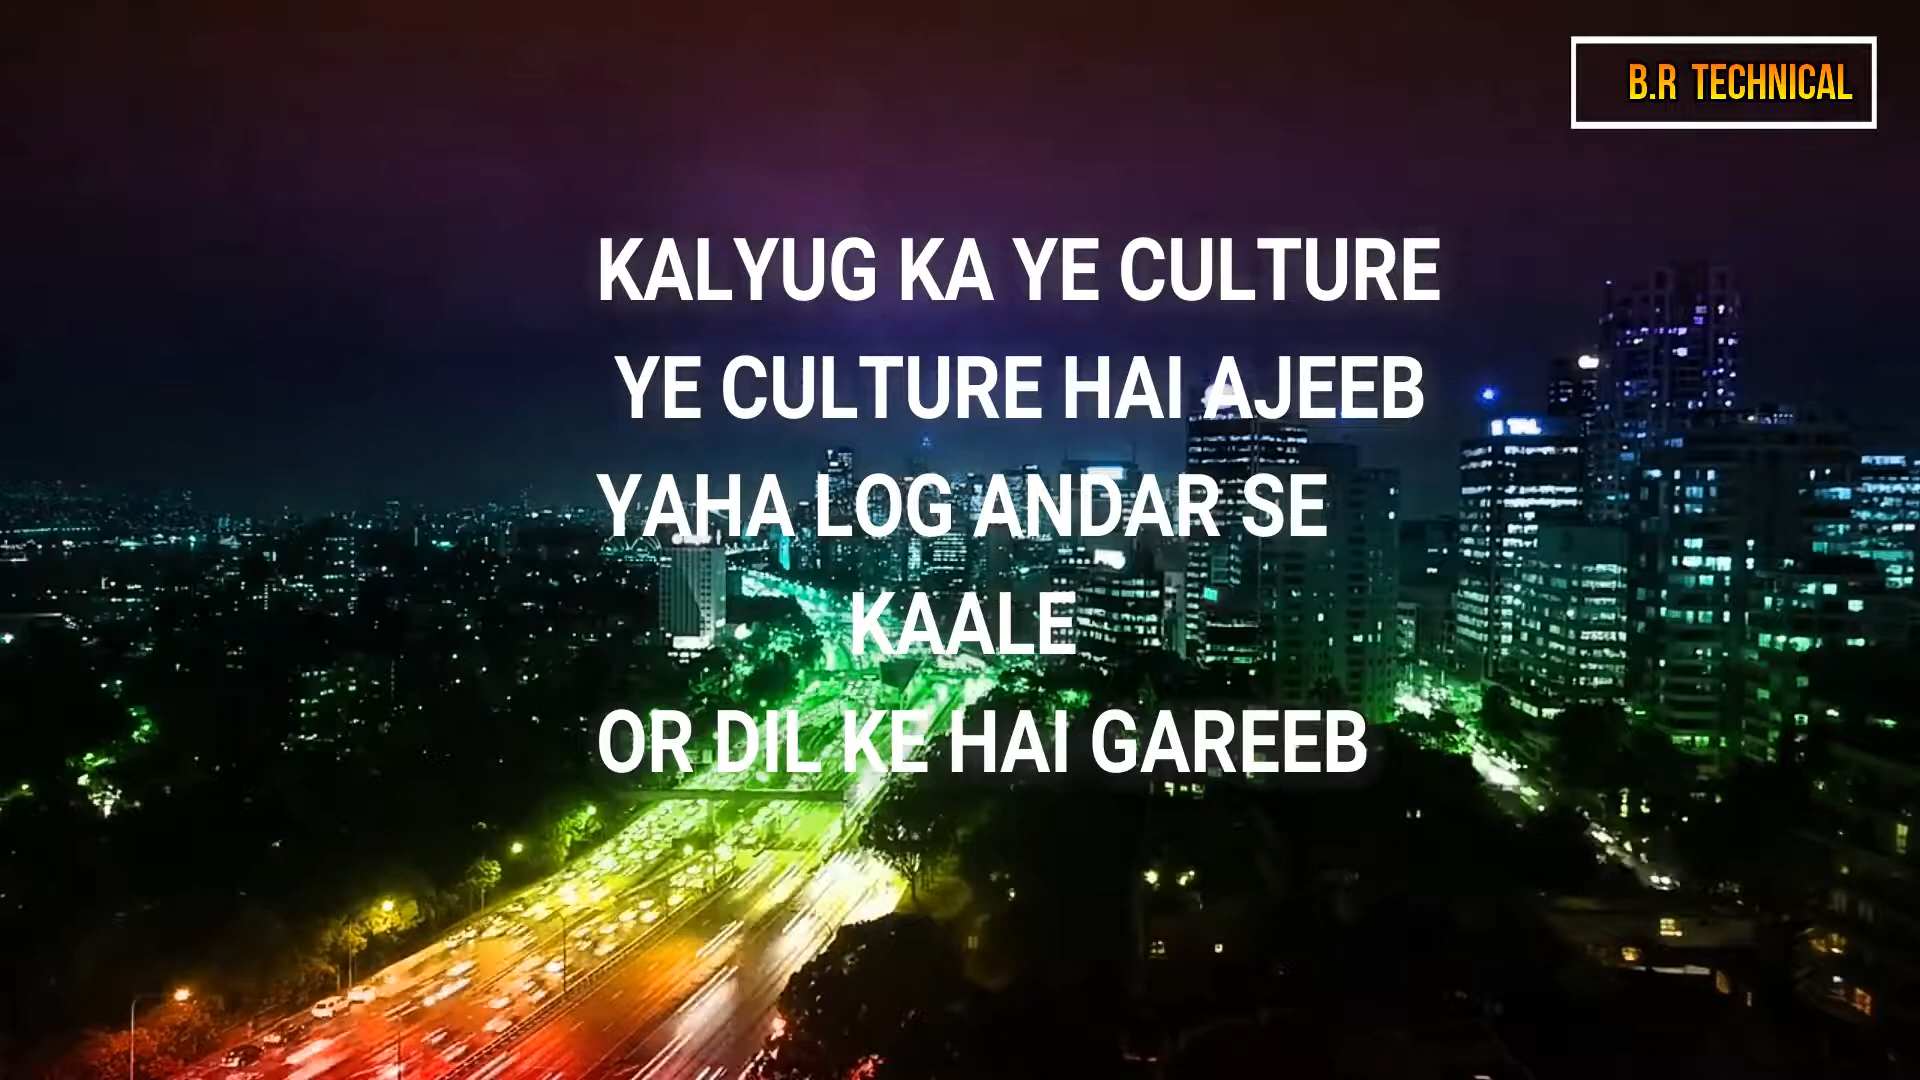 B.R TECHNICAL
KALYUG KA YE CULTURE
YE CULTURE HAI AJEEB
YAHA LOG ANDAR SE
KAALE
OR DIL KE HAI GAREEB